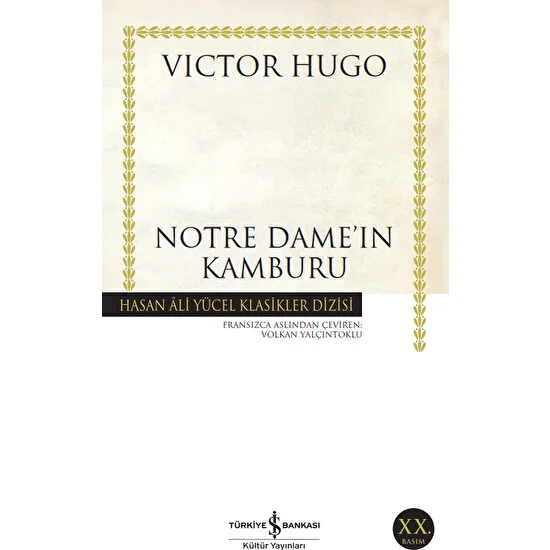 VICTOR HUGO
NOTRE DAME'IN
KAMBURU
HASAN ÂLİ YÜCEL KLASİKLER DİZİSİ
FRANSIZCA ASLINDAN ÇEVİREN:
VOLKAN YALÇINTOKLU
TÜRKİYE İŞ BANKASI
Kültür Yayınları
XX.
BASIM